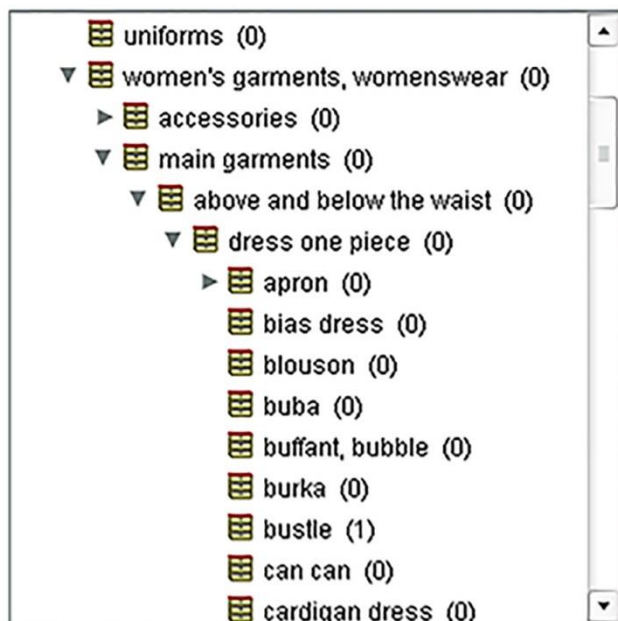 uniforms (0)
women's garments, womenswear (0)
accessories (0)
main garments (0)
above and below the waist (0)
dress one piece (0)
apron (0)
bias dress (0)
blouson (0)
buba (0)
buffant, bubble (0)
burka (0)
bustle (1)
can can (0)
cardigan dress (0)